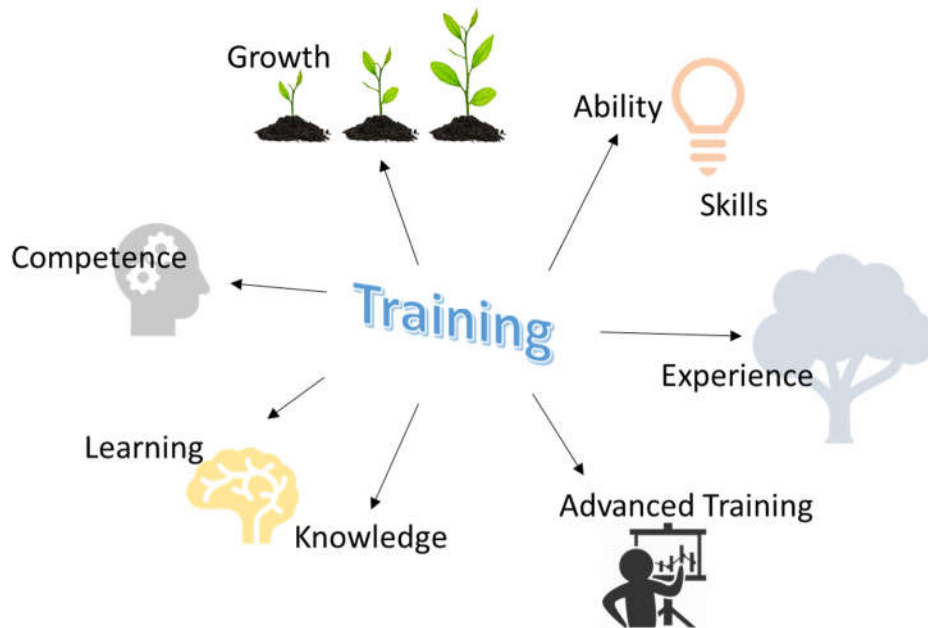 Growth
Ability
Skills
Competence
Training
Experience
Learning
Knowledge
Advanced Training